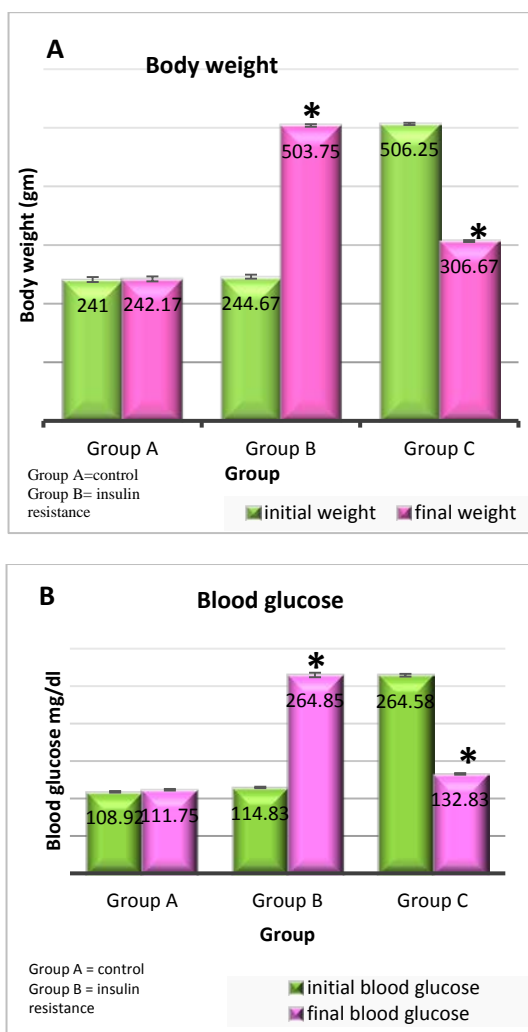 A
Body weight
Body weight (gm)
*
503.75
506.25
*
306.67
241
242.17
244.67
Group A
Group B
Group C
Group
Group A=control
Group B= insulin
resistance
initial weight
final weight
B
Blood glucose
Blood glucose mg/dl
*
264.85
264.58
*
132.83
108.92
111.75
114.83
Group A
Group B
Group C
Group
Group A = control
Group B = insulin
resistance
initial blood glucose
final blood glucose